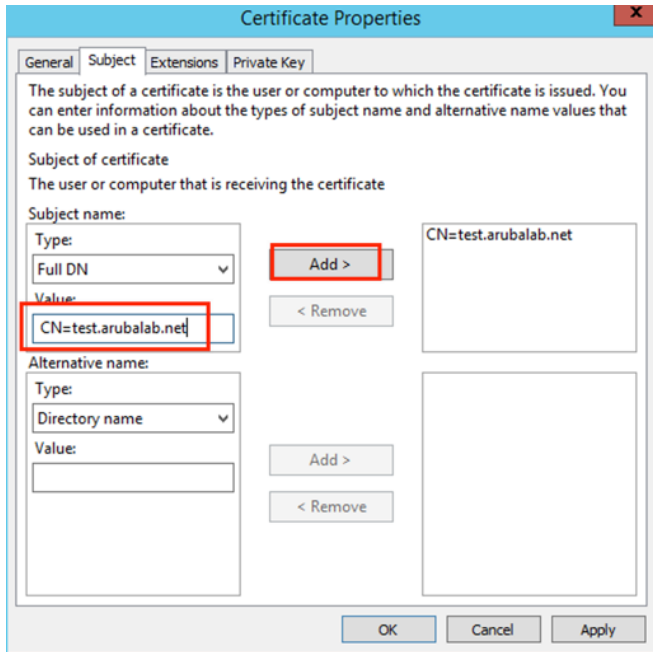 Certificate Properties
x
General Subject Extensions Private Key
The subject of a certificate is the user or computer to which the certificate is issued. You
can enter information about the types of subject name and alternative name values that
can be used in a certificate.
Subject of certificate
The user or computer that is receiving the certificate
Subject name:
Type:
Full DN
Value:
CN=test.arubalab.net
Add >
< Remove
CN=test.arubalab.net
Alternative name:
Type:
Directory name
Value:
Add >
< Remove
OK Cancel Apply